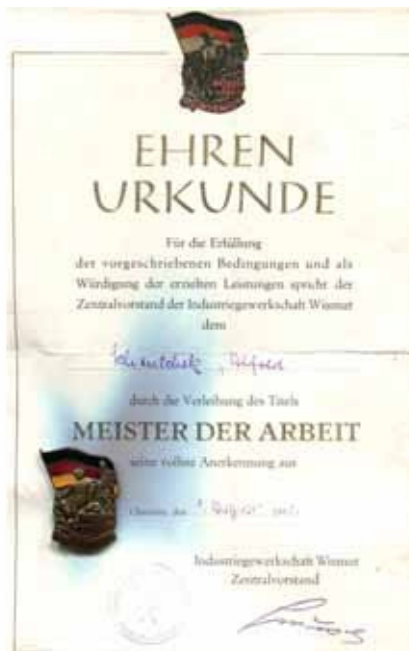 EHREN
URKUNDE
Für die Erfüllung
der vorgeschriebenen Bedingungen und als
Würdigung der erzielten Leistungen spricht der
Zentralvorstand der Industriegewerkschaft Wismut
dem
durch die Verleihung des Titels
MEISTER DER ARBEIT
seine vollste Anerkennung aus
den
Industriegewerkschaft Wismut
Zentralvorstand